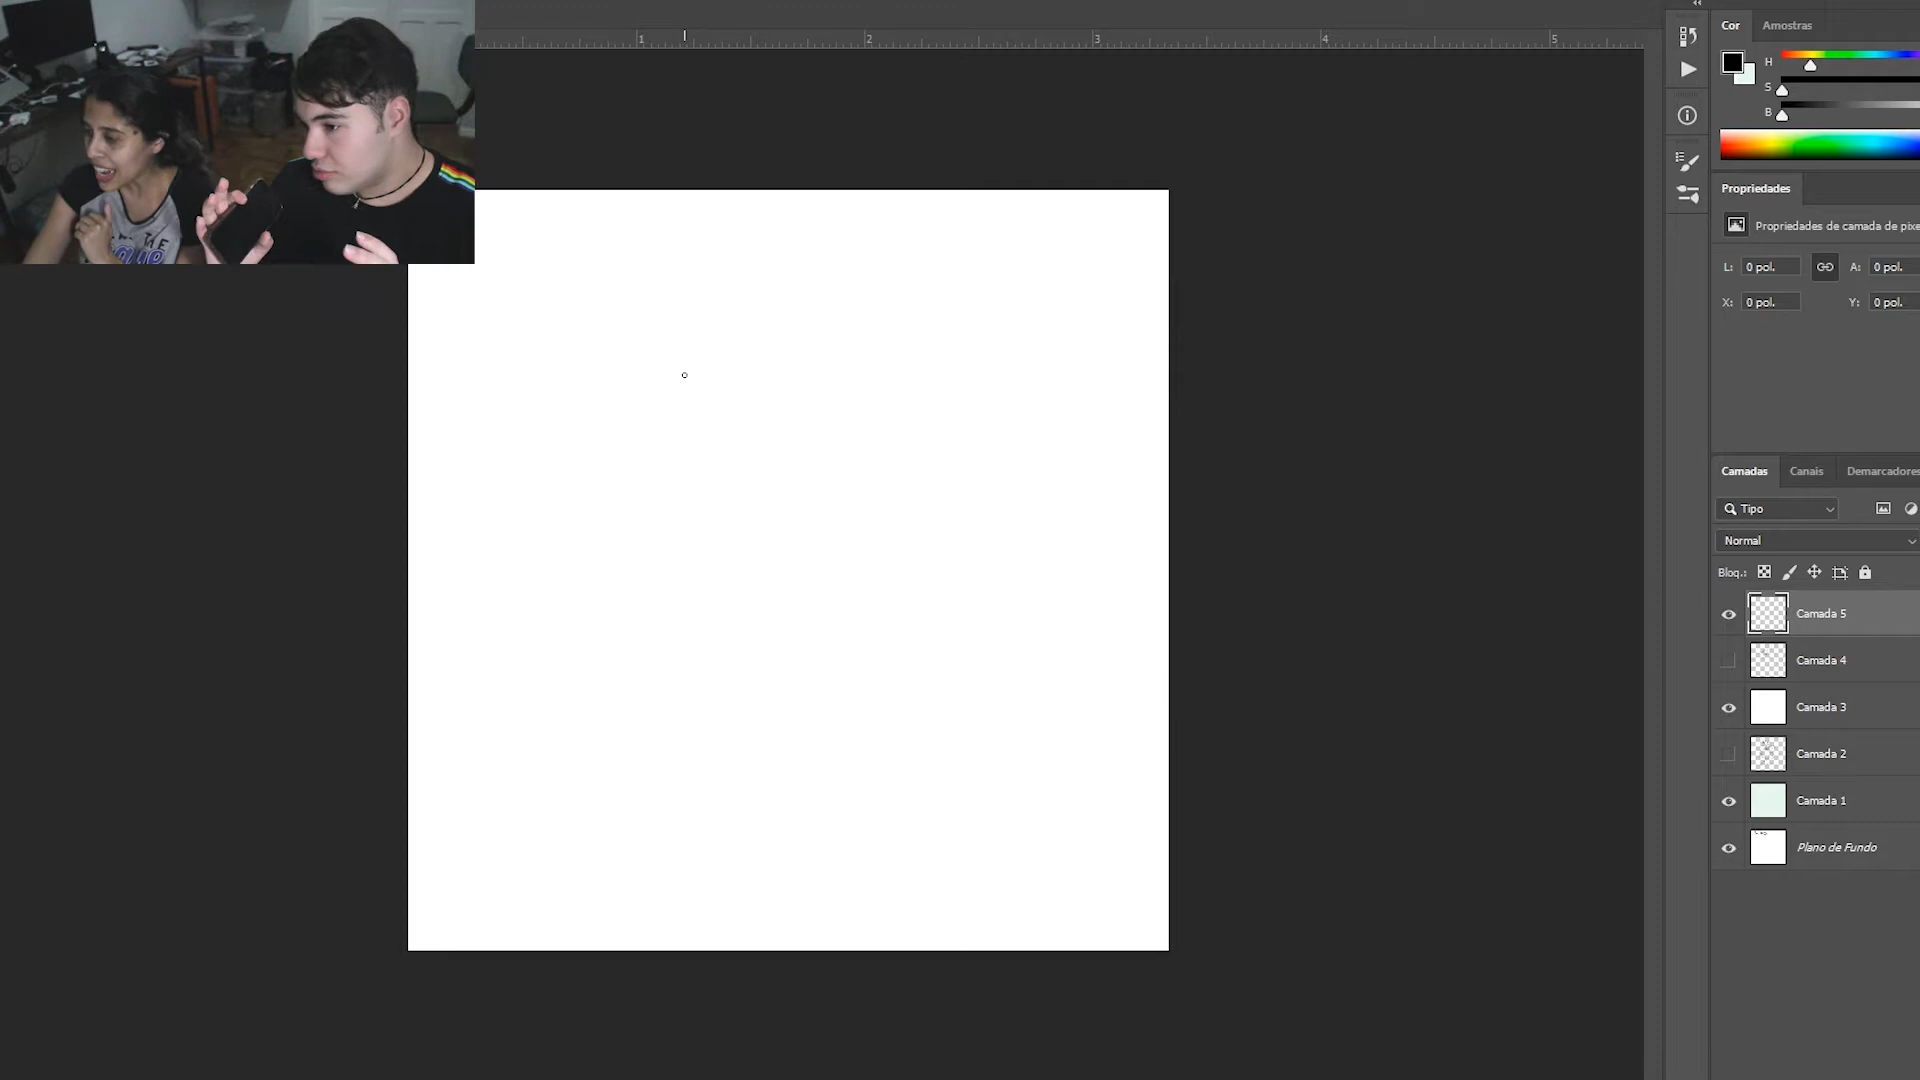 1
2
3
4
5
Cor
Amostras
H
S
B
Propriedades
Propriedades de camada de pixe
L: 0 pol.
A: 0 pol.
X: 0 pol.
Y: 0 pol.
Camadas
Canais
Demarcadores
Tipo
Normal
Bloq.:
Camada 5
Camada 4
Camada 3
Camada 2
Camada 1
Plano de Fundo